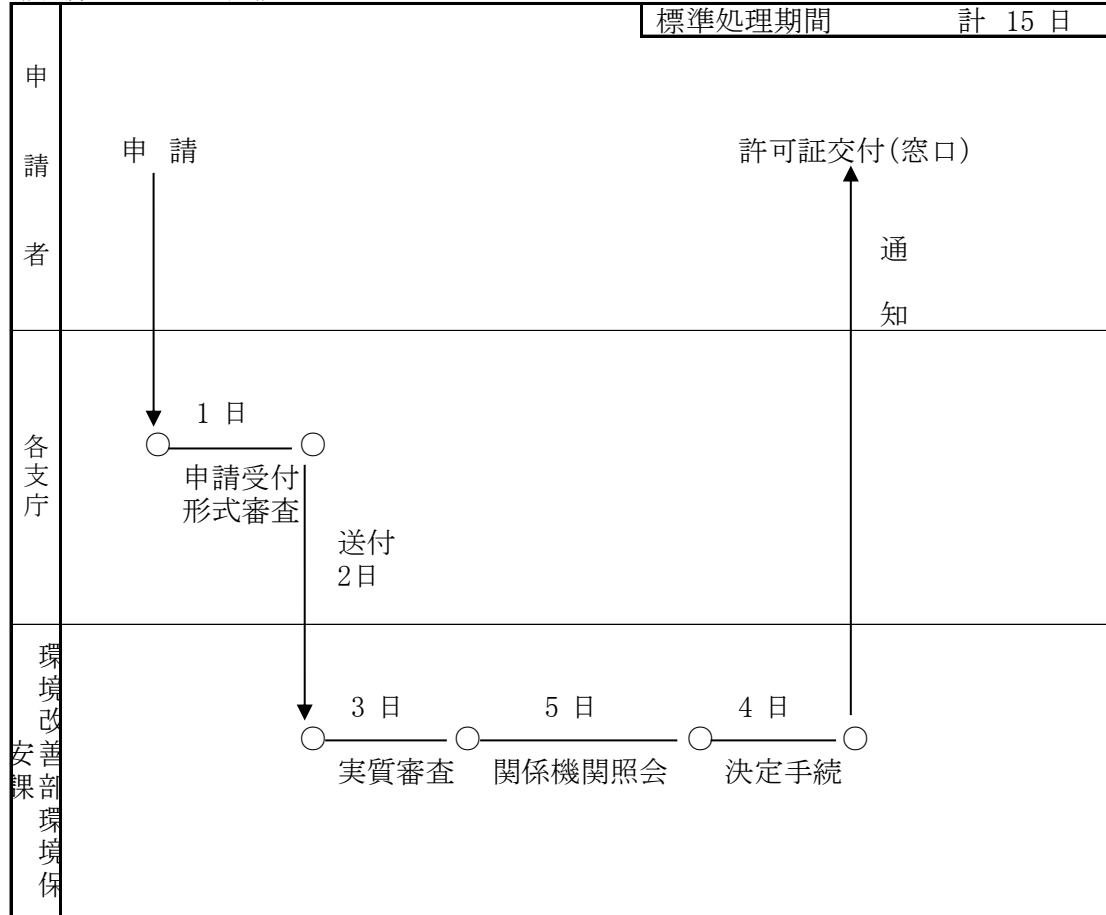 標準処理期間 計 15 日
申請者
申 請
許可証交付(窓口)
通知
各支庁
1 日
申請受付
形式審査
送付
2日
環境改善部環境保
安課
3 日
5 日
4 日
実質審査
関係機関照会
決定手続